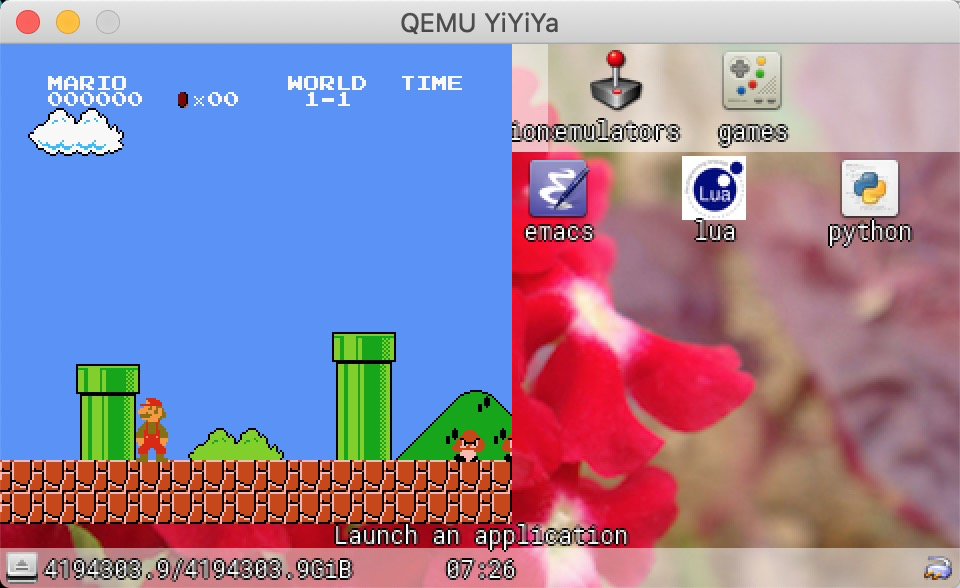 QEMU YiYiYa
MARIO WORLD TIME
000000 ×00 1-1
emulators games
emacs Lua lua python
Launch an application
4194303.9/4194303.9GiB 07:26